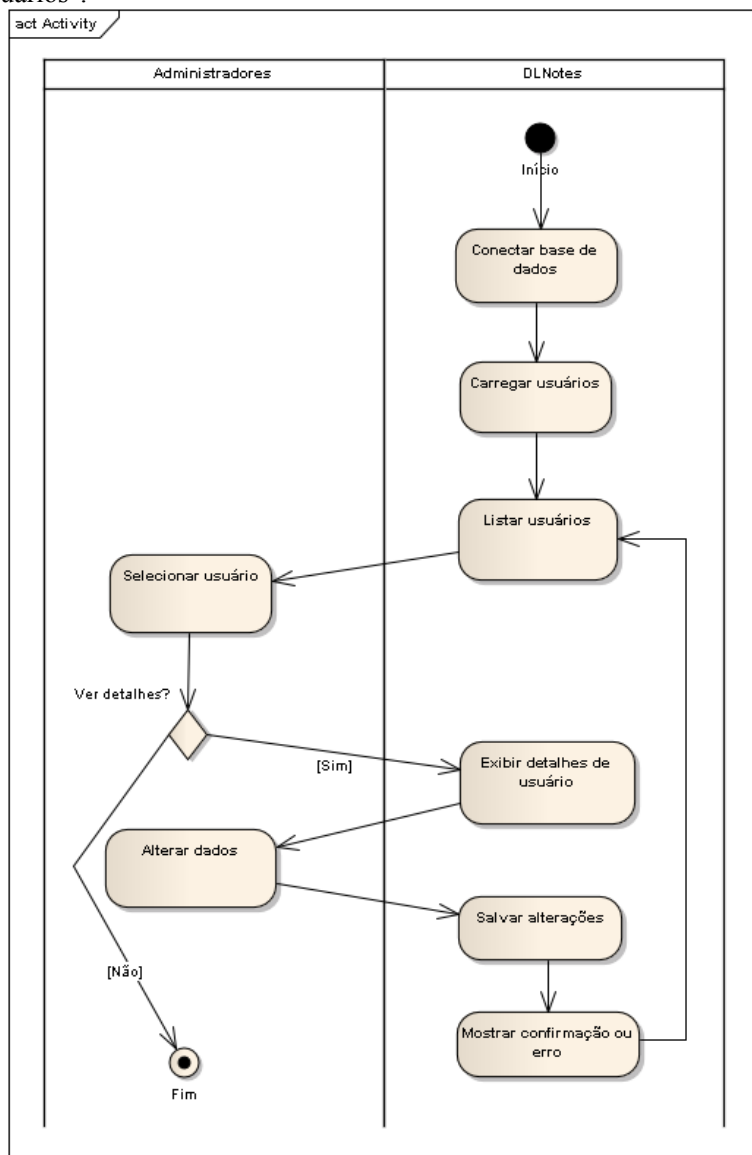 uários".
act Activity
Administradores
DLNotes
Início
Conectar base de
dados
Carregar usuários
Listar usuários
Selecionar usuário
Ver detalhes?
[Sim]
Exibir detalhes de
usuário
Alterar dados
Salvar alterações
[Não]
Mostrar confirmação ou
erro
Fim